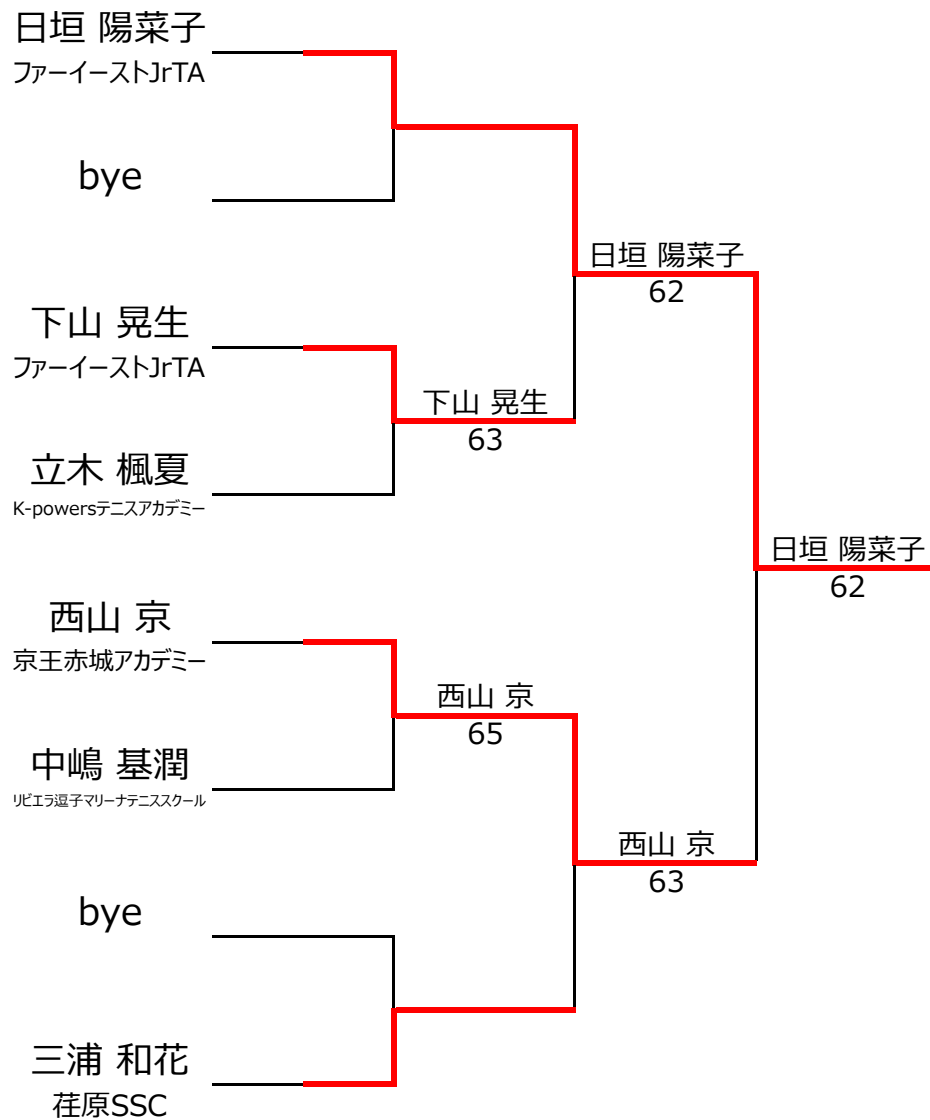 日垣 陽菜子
ファーイーストJrTA
bye
下山 晃生
ファーイーストJrTA
立木 楓夏
K-powersテニスアカデミー
西山 京
京王赤城アカデミー
中嶋 基潤
リビエラ逗子マリーナテニススクール
bye
三浦 和花
荏原SSC
下山 晃生
63
西山 京
65
日垣 陽菜子
62
西山 京
63
日垣 陽菜子
62